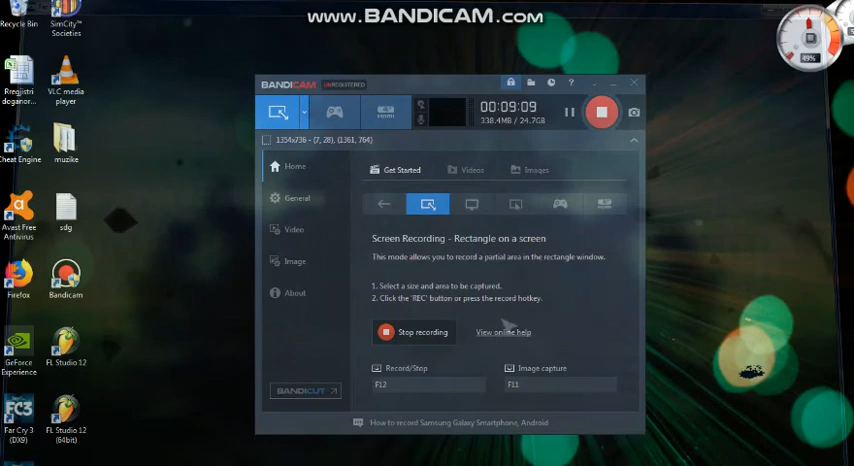 www.BANDICAM.com
Recycle Bin
SimCity™
Societies
49%
Rregjistri
doganor...
VLC media
player
Cheat Engine
muzike
Avast Free
Antivirus
sdg
Firefox
Bandicam
GeForce
Experience
FL Studio 12
Far Cry 3
(DX9)
FL Studio 12
(64bit)
BANDICAM UNREGISTERED
?
HDMI
00:09:09
338.4MB / 24.7GB
1354x736 - (7, 28), (1361, 764)
Home
General
Video
Image
About
BANDICUT
Get Started
Videos
Images
Screen Recording - Rectangle on a screen
This mode allows you to record a partial area in the rectangle window.
1. Select a size and area to be captured.
2. Click the 'REC' button or press the record hotkey.
Stop recording
View online help
Record/Stop
Image capture
F12
F11
How to record Samsung Galaxy Smartphone, Android